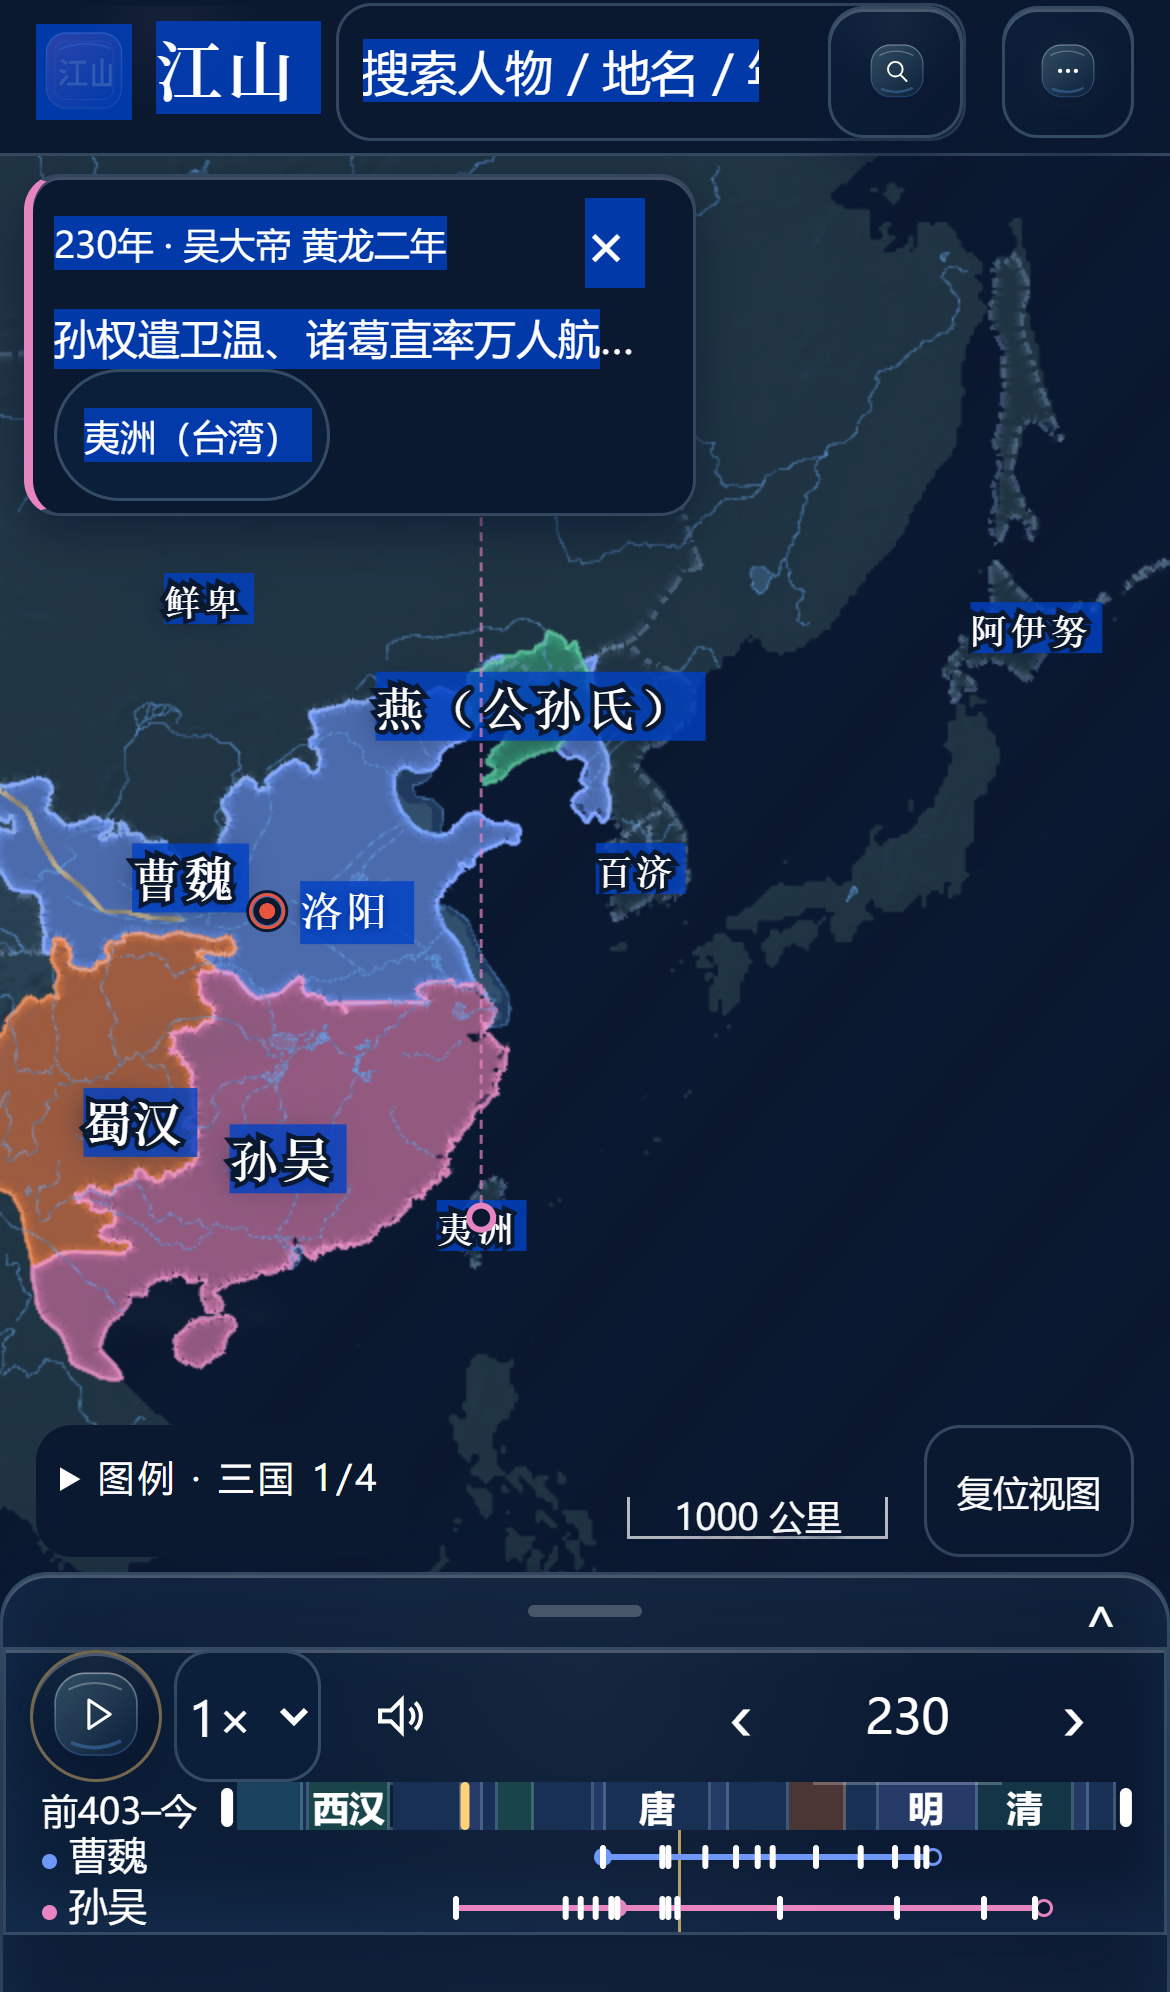 江山
江山
搜索人物 / 地名 /
230年 · 吴大帝 黄龙二年
×
孙权遣卫温、诸葛直率万人航...
夷洲（台湾）
鲜卑
阿伊努
燕（公孙氏）
曹魏
百济
洛阳
蜀汉
孙吴
夷洲
▶ 图例 · 三国 1/4
1000 公里
复位视图
1×
‹ 230 ›
前403–今
西汉
唐
明
清
曹魏
孙吴